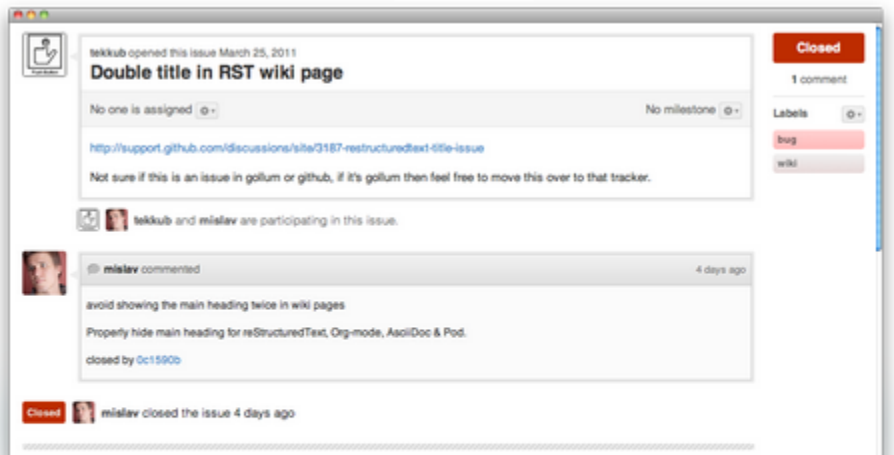 tekkub opened this issue March 25, 2011
Closed
Double title in RST wiki page
1 comment
No one is assigned
No milestone
Labels
bug
wiki
http://support.github.com/discussions/site/3187-restructuredtext-title-issue
Not sure if this is an issue in gollum or github, if it's gollum then feel free to move this over to that tracker.
tekkub and mislav are participating in this issue.
mislav commented
4 days ago
avoid showing the main heading twice in wiki pages
Properly hide main heading for reStructuredText, Org-mode, AsciiDoc & Pod.
closed by 0c1590b
Closed
mislav closed the issue 4 days ago